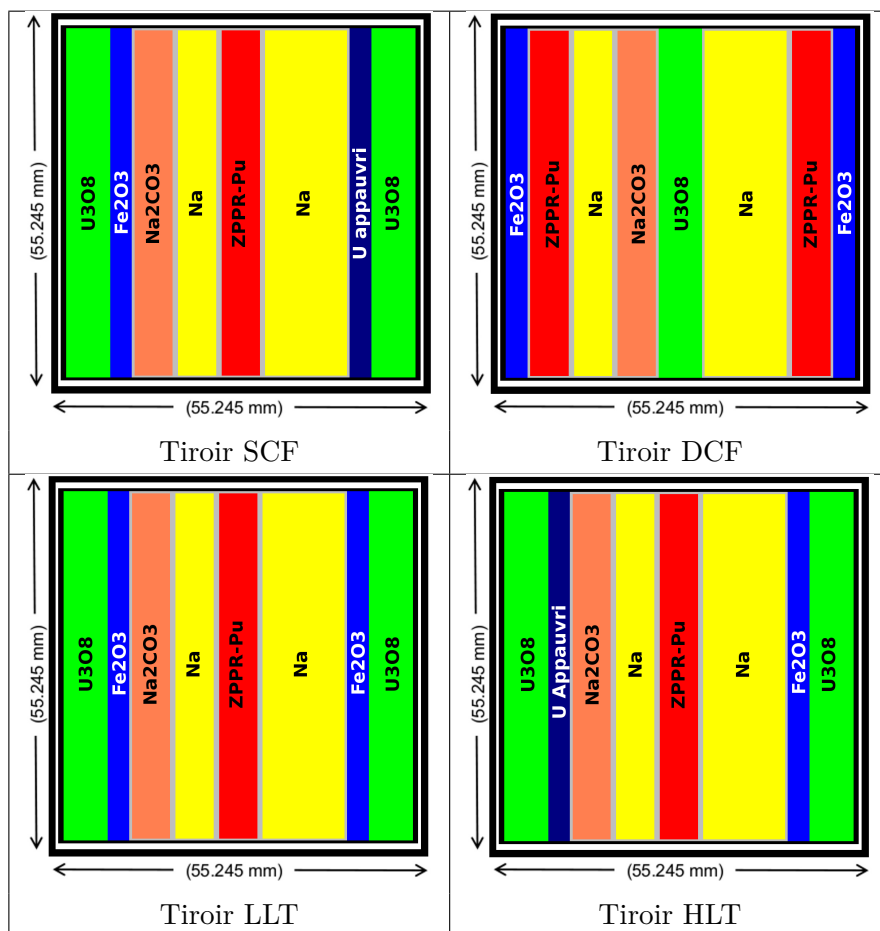 (55.245 mm)
U3O8
Fe2O3
Na2CO3
Na
ZPPR-Pu
Na
U appauvri
U3O8
(55.245 mm)
Tiroir SCF
(55.245 mm)
Fe2O3
ZPPR-Pu
Na
Na2CO3
U3O8
Na
ZPPR-Pu
Fe2O3
(55.245 mm)
Tiroir DCF
(55.245 mm)
U3O8
Fe2O3
Na2CO3
Na
ZPPR-Pu
Na
Fe2O3
U3O8
(55.245 mm)
Tiroir LLT
(55.245 mm)
U3O8
U Appauvri
Na2CO3
Na
ZPPR-Pu
Na
Fe2O3
U3O8
(55.245 mm)
Tiroir HLT